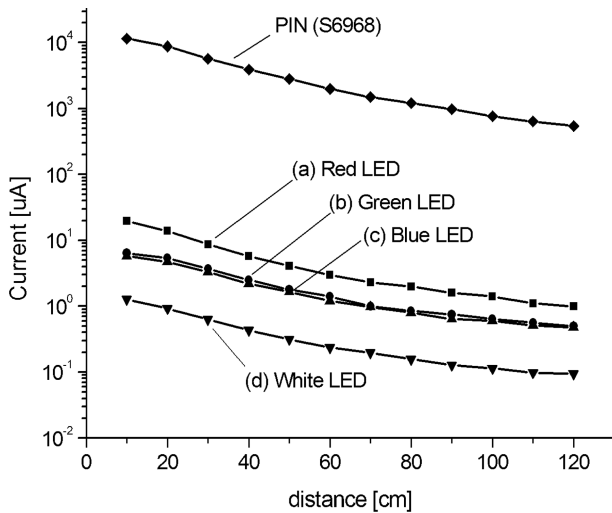 PIN (S6968)
(a) Red LED
(b) Green LED
(c) Blue LED
(d) White LED
Current [uA]
10^4
10^3
10^2
10^1
10^0
10^-1
10^-2
0 20 40 60 80 100 120
distance [cm]